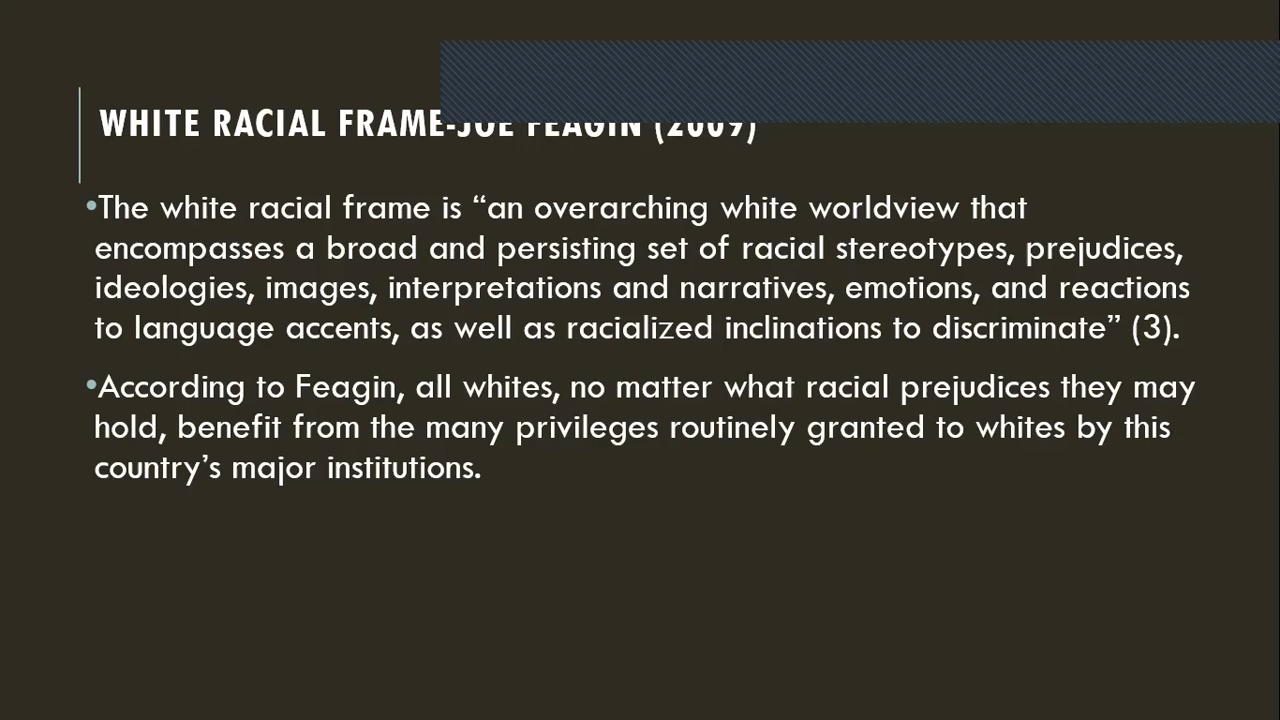 WHITE RACIAL FRAME-JOE FEAGIN (2009)
•The white racial frame is “an overarching white worldview that
encompasses a broad and persisting set of racial stereotypes, prejudices,
ideologies, images, interpretations and narratives, emotions, and reactions
to language accents, as well as racialized inclinations to discriminate” (3).
•According to Feagin, all whites, no matter what racial prejudices they may
hold, benefit from the many privileges routinely granted to whites by this
country’s major institutions.